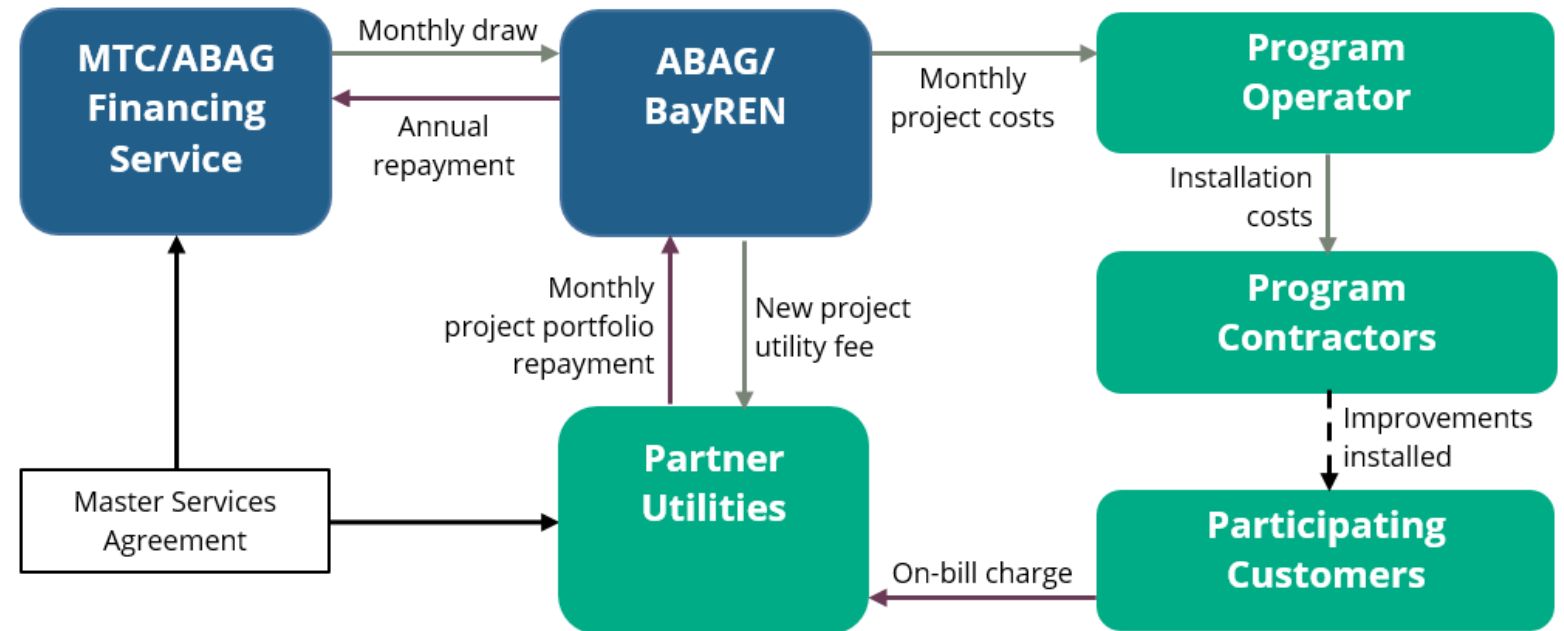 Monthly draw
MTC/ABAG
Financing
Service
Annual
repayment
ABAG/
BayREN
Monthly
project costs
Program
Operator
Installation
costs
Program
Contractors
Monthly
project portfolio
repayment
New project
utility fee
Improvements
installed
Master Services
Agreement
Partner
Utilities
On-bill charge
Participating
Customers